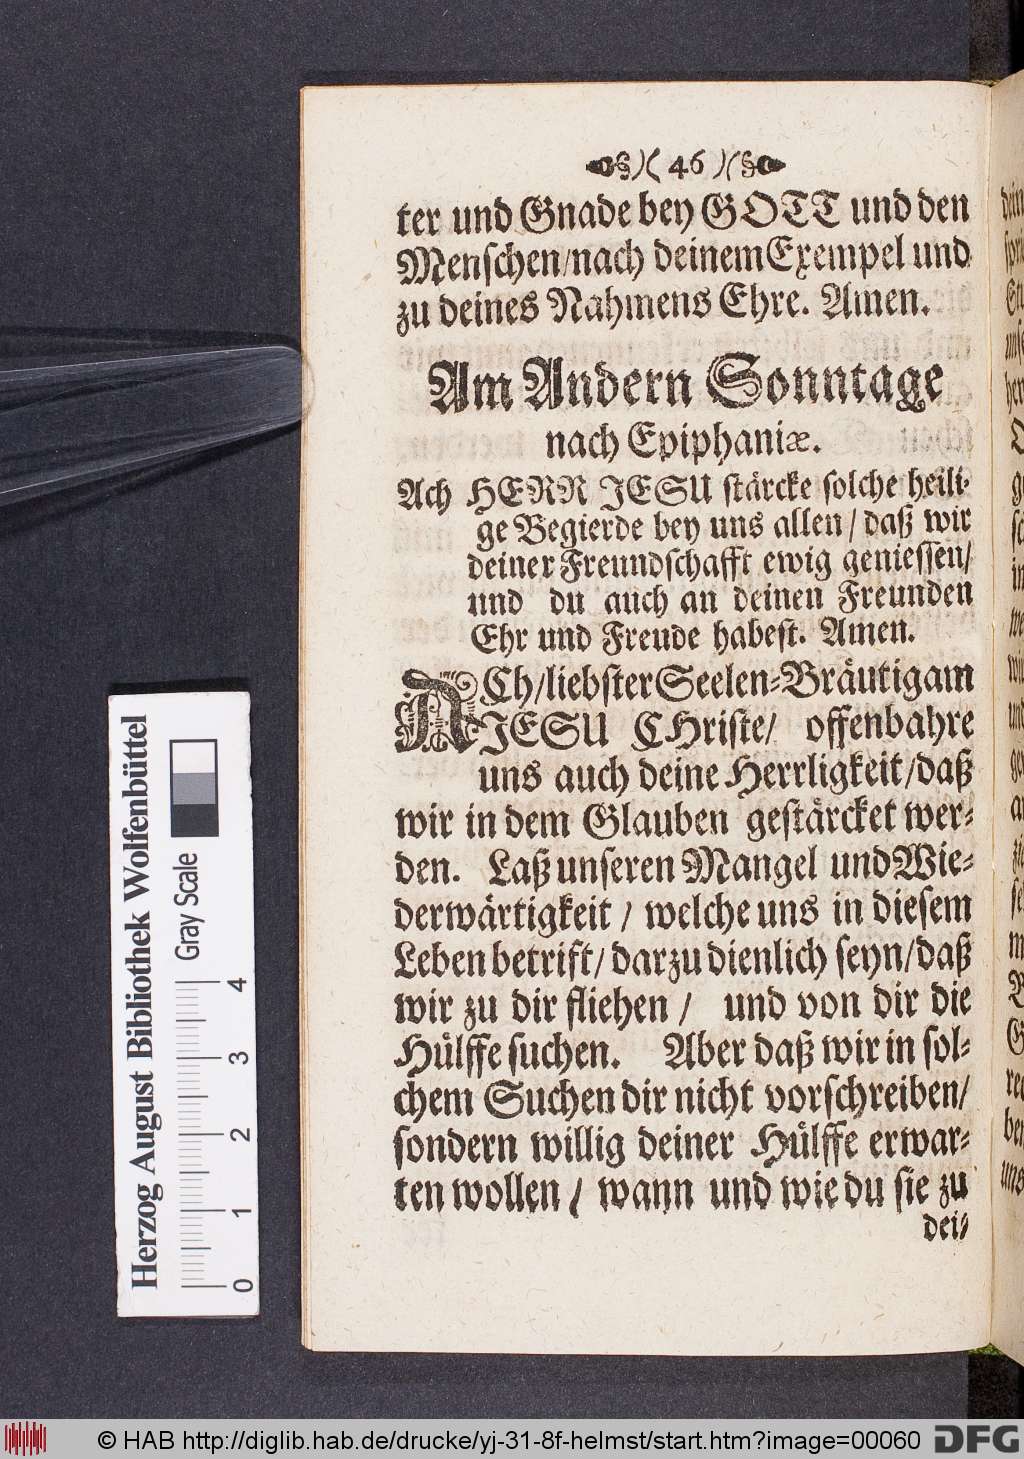 )( 46 )(
ter und Gnade bey GOTT und den
Menschen/nach deinem Exempel und
zu deines Nahmens Ehre. Amen.
Am Andern Sonntage
nach Epiphaniæ.
Ach HERR JESU stärcke solche heili-
ge Begierde bey uns allen/ daß wir
deiner Freundschafft ewig geniessen/
und du auch an deinen Freunden
Ehr und Freude habest. Amen.
ACh/liebster Seelen-Bräutigam
JESU CHriste/ offenbahre
uns auch deine Herrligkeit/daß
wir in dem Glauben gestärcket wer-
den. Laß unseren Mangel und Wie-
derwärtigkeit / welche uns in diesem
Leben betrift/ darzu dienlich seyn/daß
wir zu dir fliehen / und von dir die
Hülffe suchen. Aber daß wir in sol-
chem Suchen dir nicht vorschreiben/
sondern willig deiner Hülffe erwar-
ten wollen / wann und wie du sie zu
dei-
Herzog August Bibliothek Wolfenbüttel
Gray Scale
0 1 2 3 4
© HAB http://diglib.hab.de/drucke/yj-31-8f-helmst/start.htm?image=00060
DFG